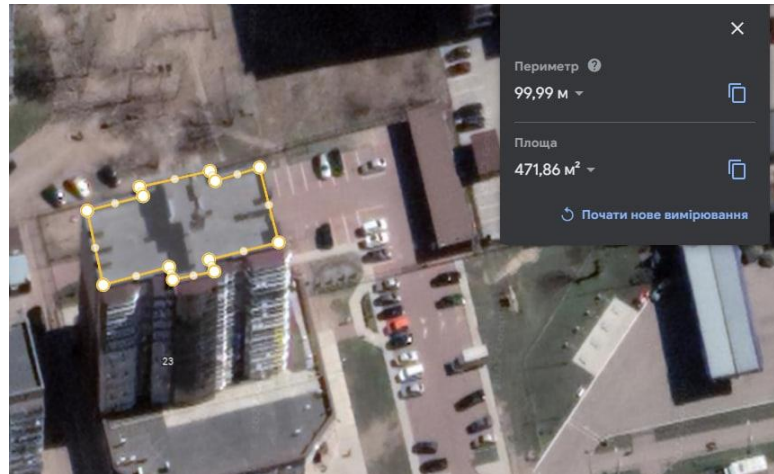 Периметр
99,99 м
Площа
471,86 м²
Почати нове вимірювання
23